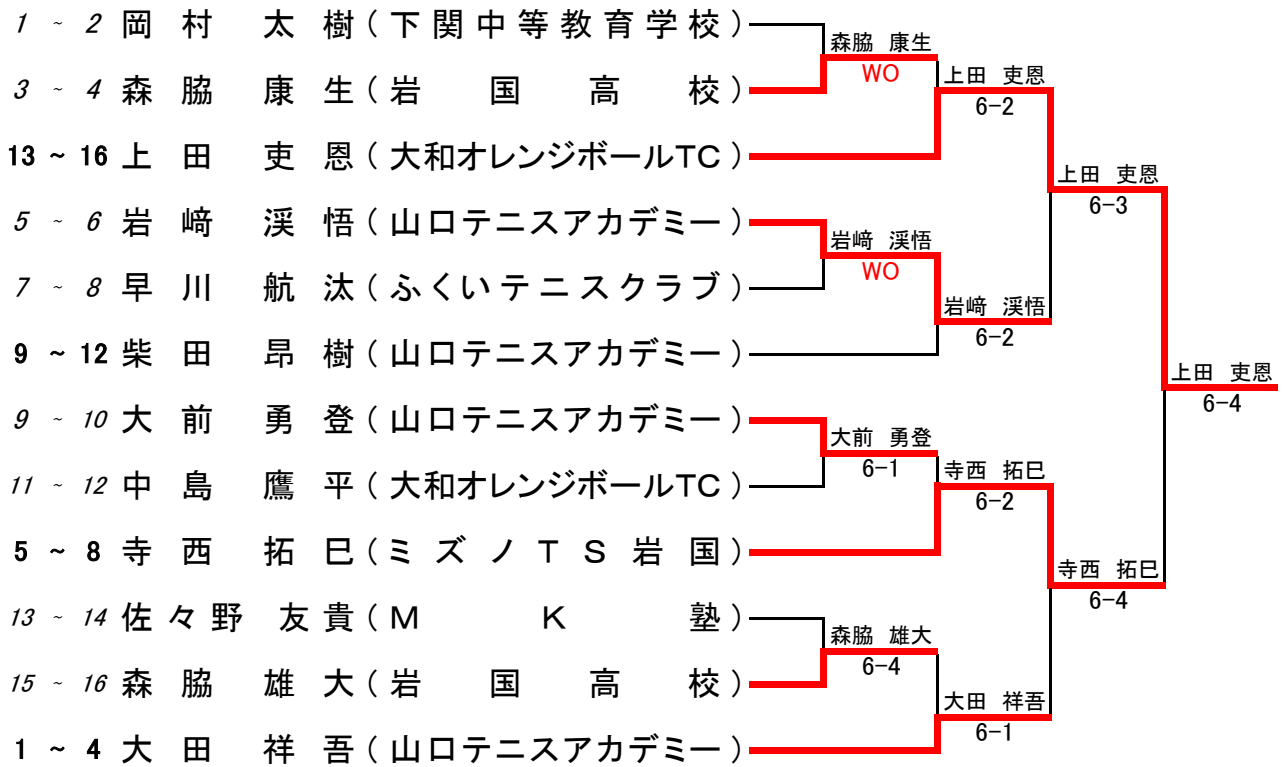 1 ~ 2 岡村 太樹 (下関中等教育学校)
森脇 康生
WO
3 ~ 4 森脇 康生 (岩国高校)
上田 吏恩
6-2
13 ~ 16 上田 吏恩 (大和オレンジボールTC)
上田 吏恩
6-3
5 ~ 6 岩﨑 渓悟 (山口テニスアカデミー)
岩﨑 渓悟
WO
7 ~ 8 早川 航汰 (ふくいテニスクラブ)
岩﨑 渓悟
6-2
9 ~ 12 柴田 昂樹 (山口テニスアカデミー)
上田 吏恩
6-4
9 ~ 10 大前 勇登 (山口テニスアカデミー)
大前 勇登
6-1
11 ~ 12 中島 鷹平 (大和オレンジボールTC)
寺西 拓巳
6-2
5 ~ 8 寺西 拓巳 (ミズノTS岩国)
寺西 拓巳
6-4
13 ~ 14 佐々野 友貴 (MK塾)
森脇 雄大
6-4
15 ~ 16 森脇 雄大 (岩国高校)
大田 祥吾
6-1
1 ~ 4 大田 祥吾 (山口テニスアカデミー)